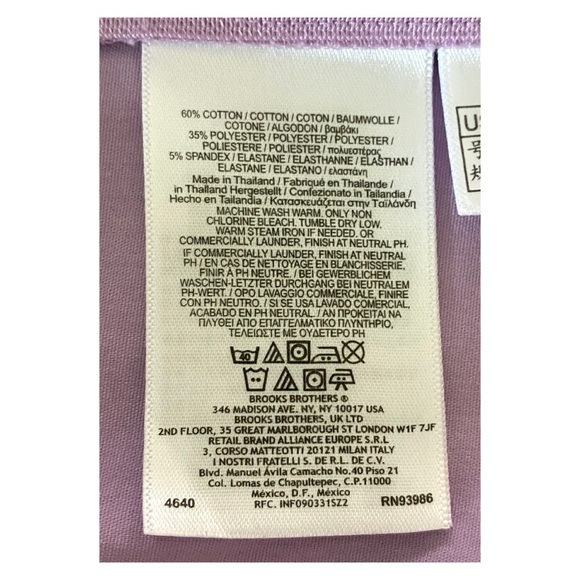 60% COTTON / COTTON / COTON / BAUMWOLLE /
COTONE / ALGODON / βαμβάκι
35% POLYESTER / POLYESTER / POLYESTER /
POLIESTERE / POLIESTER / πολυεστέρας
5% SPANDEX / ELASTANE / ELASTHANNE / ELASTHAN /
ELASTANE / ELASTANO / ελαστάνη
Made in Thailand / Fabriqué en Thaïlande /
in Thailand Hergestellt / Confezionato in Tailandia /
Hecho en Tailandia / Κατασκευάζεται στην Ταϊλάνδη
MACHINE WASH WARM. ONLY NON
CHLORINE BLEACH. TUMBLE DRY LOW.
WARM STEAM IRON IF NEEDED. OR
COMMERCIALLY LAUNDER, FINISH AT NEUTRAL PH.
IF COMMERCIALLY LAUNDER, FINISH AT NEUTRAL
PH / EN CAS DE NETTOYAGE EN BLANCHISSERIE,
FINIR À PH NEUTRE. / BEI GEWERBLICHEM
WASCHEN-LETZTER DURCHGANG BEI NEUTRALEM
PH-WERT. / OPO LAVAGGIO COMMERCIALE, FINIRE
CON PH NEUTRO. / SI SE USA LAVADO COMERCIAL,
ACABADO EN PH NEUTRAL. / ΑΝ ΠΡΟΚΕΙΤΑΙ ΝΑ
ΠΛΥΘΕΙ ΑΠΟ ΕΠΑΓΓΕΛΜΑΤΙΚΟ ΠΛΥΝΤΗΡΙΟ,
ΤΕΛΕΙΩΣΤΕ ΜΕ ΟΥΔΕΤΕΡΟ PH
40
BROOKS BROTHERS ®
346 MADISON AVE. NY, NY 10017 USA
BROOKS BROTHERS, UK LTD
2ND FLOOR, 35 GREAT MARLBOROUGH ST LONDON W1F 7JF
RETAIL BRAND ALLIANCE EUROPE S.R.L
3, CORSO MATTEOTTI 20121 MILAN ITALY
I NOSTRI FRATELLI S. DE R.L. DE C.V.
Blvd. Manuel Ávila Camacho No.40 Piso 21
Col. Lomas de Chapultepec, C.P.11000
México, D.F., México
4640 RFC. INF090331SZ2 RN93986
US
号
规